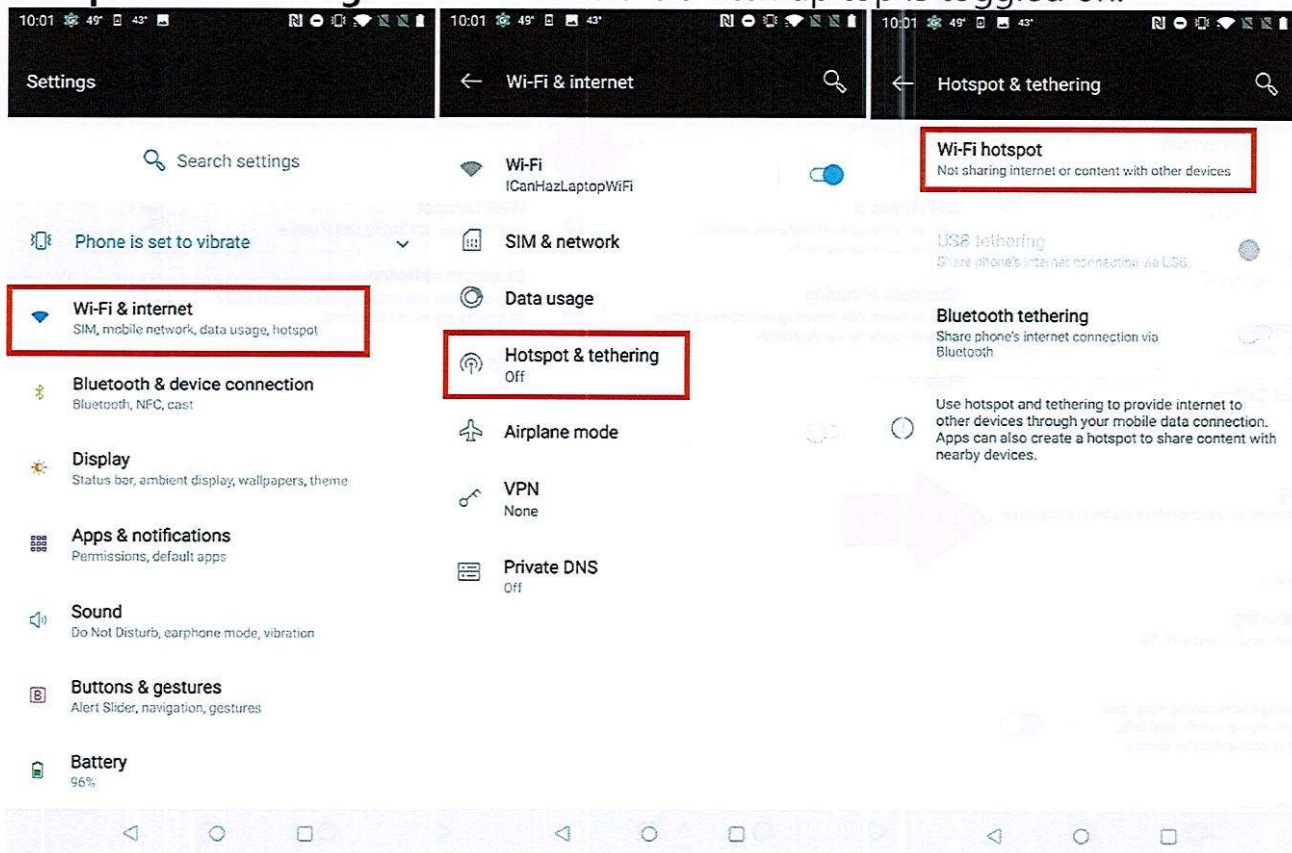 up top is toggled on.
10:01 49° 43°
Settings
Search settings
Phone is set to vibrate
Wi-Fi & internet
SIM, mobile network, data usage, hotspot
Bluetooth & device connection
Bluetooth, NFC, cast
Display
Status bar, ambient display, wallpapers, theme
Apps & notifications
Permissions, default apps
Sound
Do Not Disturb, earphone mode, vibration
Buttons & gestures
Alert Slider, navigation, gestures
Battery
96%
10:01 49° 43°
Wi-Fi & internet
Wi-Fi
ICanHazLaptopWiFi
SIM & network
Data usage
Hotspot & tethering
Off
Airplane mode
VPN
None
Private DNS
Off
10:01 49° 43°
Hotspot & tethering
Wi-Fi hotspot
Not sharing internet or content with other devices
USB tethering
Share phone's internet connection via USB
Bluetooth tethering
Share phone's internet connection via
Bluetooth
Use hotspot and tethering to provide internet to
other devices through your mobile data connection.
Apps can also create a hotspot to share content with
nearby devices.